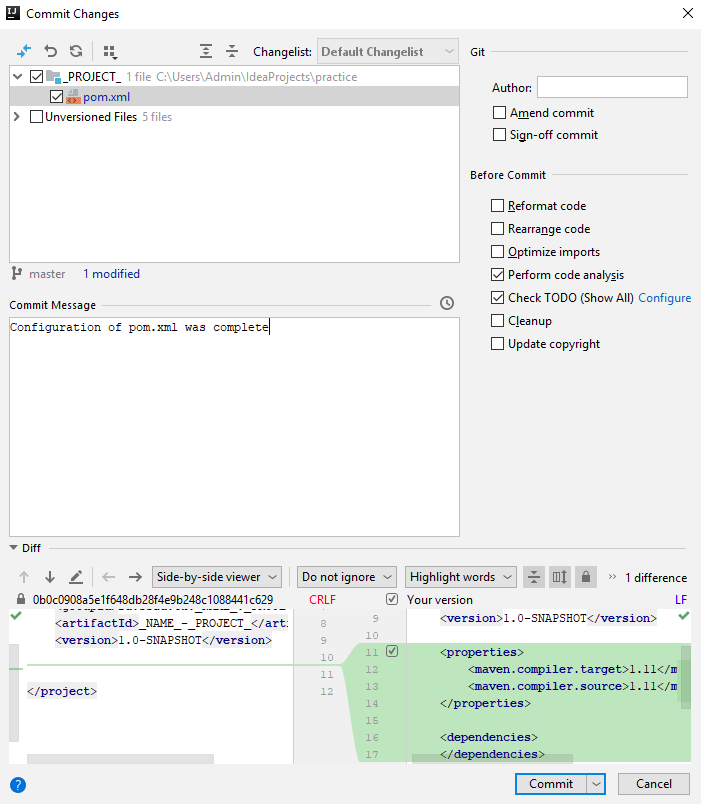 Commit Changes
Changelist: Default Changelist
_PROJECT_ 1 file C:\Users\Admin\IdeaProjects\practice
pom.xml
Unversioned Files 5 files
master 1 modified
Commit Message
Configuration of pom.xml was complete
Git
Author:
Amend commit
Sign-off commit
Before Commit
Reformat code
Rearrange code
Optimize imports
Perform code analysis
Check TODO (Show All) Configure
Cleanup
Update copyright
Diff
Side-by-side viewer Do not ignore Highlight words 1 difference
0b0c0908a5e1f648db28f4e9b248c1088441c629 CRLF Your version LF
<artifactId>_NAME_-_PROJECT_</arti 8
<version>1.0-SNAPSHOT</version> 9
10
11
</project> 12
9 <version>1.0-SNAPSHOT</version>
10
11 <properties>
12 <maven.compiler.target>1.11</m
13 <maven.compiler.source>1.11</m
14 </properties>
15
16 <dependencies>
17 </dependencies>
? Commit Cancel